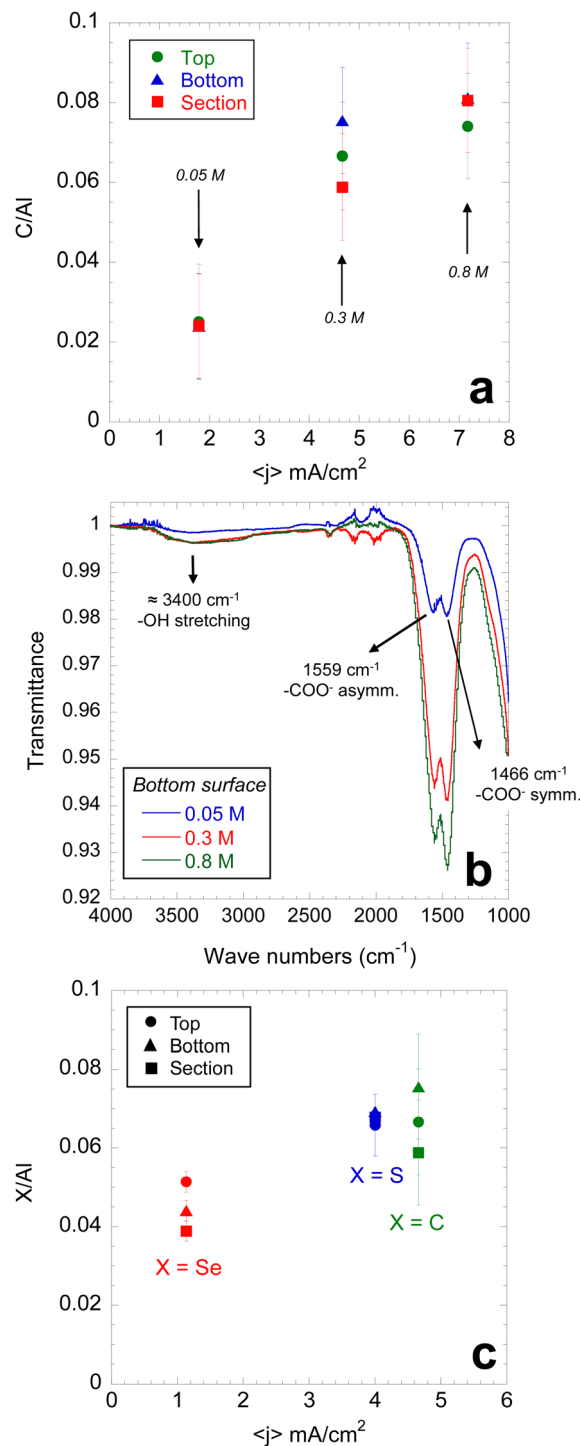 0.1
Top
Bottom
Section
0.08
0.05 M
0.06
C/Al
0.04
0.3 M
0.8 M
0.02
a
0
0 1 2 3 4 5 6 7 8
<j> mA/cm²
b
1
0.99
≈ 3400 cm⁻¹
-OH stretching
0.98
1559 cm⁻¹
-COO⁻ asymm.
0.97
Transmittance
0.96
1466 cm⁻¹
-COO⁻ symm.
0.95
Bottom surface
0.05 M
0.94
0.3 M
0.8 M
0.93
0.92
4000 3500 3000 2500 2000 1500 1000
Wave numbers (cm⁻¹)
0.1
Top
Bottom
Section
0.08
0.06
X = S
X/Al
X = C
0.04
X = Se
0.02
c
0
0 1 2 3 4 5 6
<j> mA/cm²